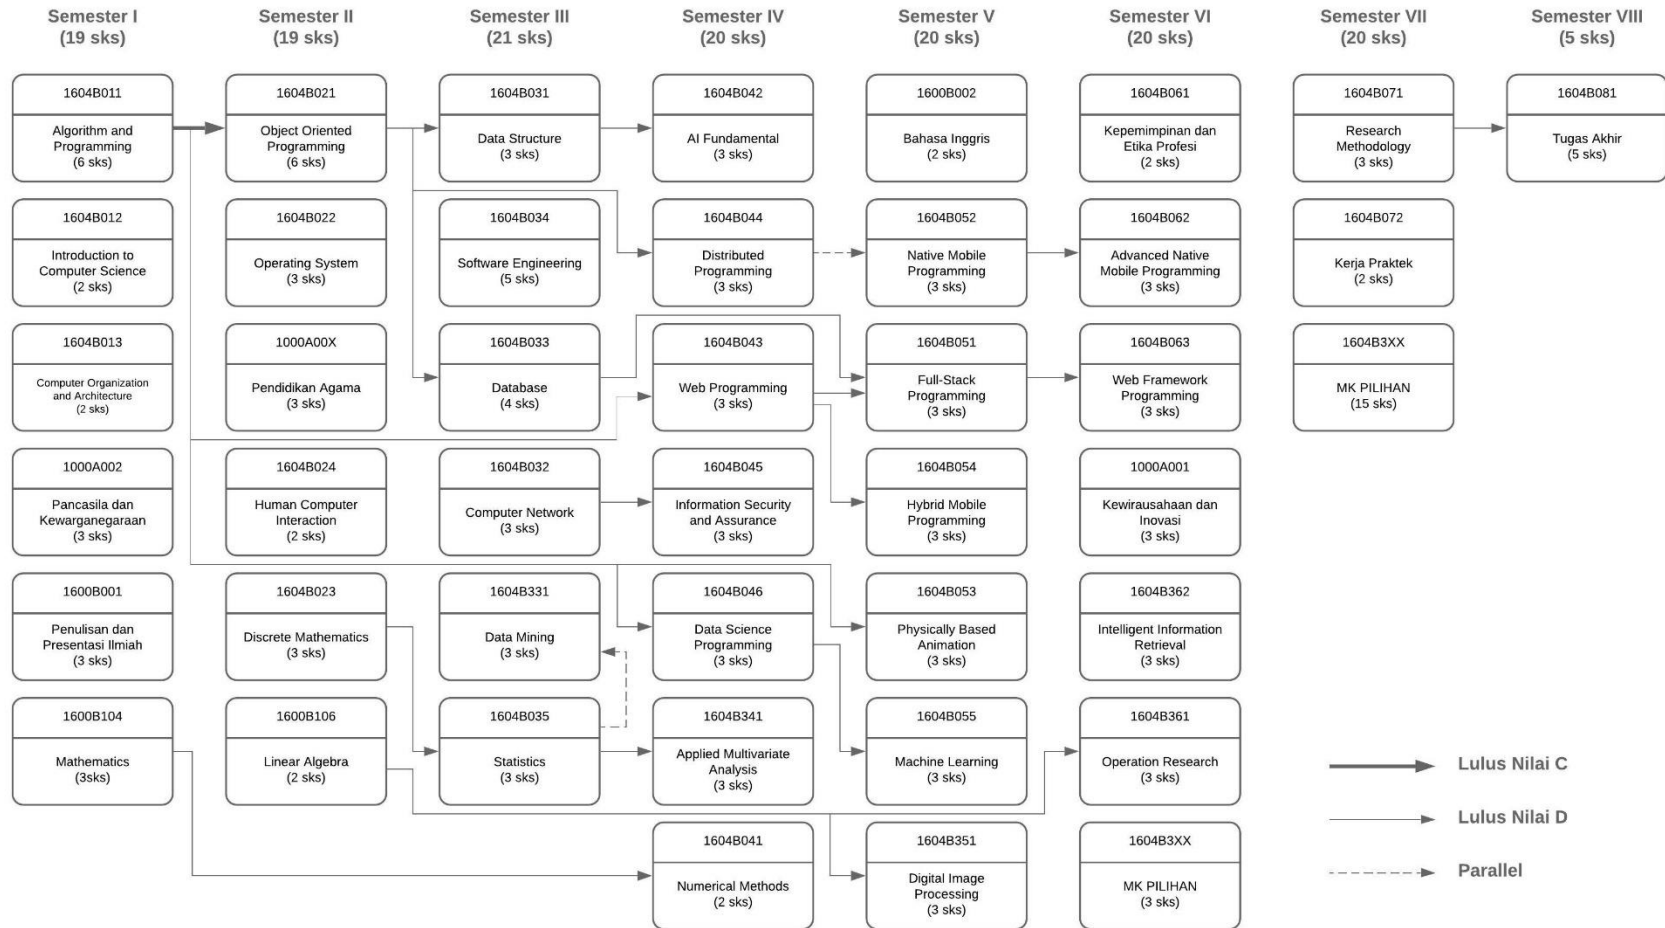 Semester I
(19 sks)
Semester II
(19 sks)
Semester III
(21 sks)
Semester IV
(20 sks)
Semester V
(20 sks)
Semester VI
(20 sks)
Semester VII
(20 sks)
Semester VIII
(5 sks)
1604B011
Algorithm and
Programming
(6 sks)
1604B021
Object Oriented
Programming
(6 sks)
1604B031
Data Structure
(3 sks)
1604B042
AI Fundamental
(3 sks)
1600B002
Bahasa Inggris
(2 sks)
1604B061
Kepemimpinan dan
Etika Profesi
(2 sks)
1604B071
Research
Methodology
(3 sks)
1604B081
Tugas Akhir
(5 sks)
1604B012
Introduction to
Computer Science
(2 sks)
1604B022
Operating System
(3 sks)
1604B034
Software Engineering
(5 sks)
1604B044
Distributed
Programming
(3 sks)
1604B052
Native Mobile
Programming
(3 sks)
1604B062
Advanced Native
Mobile Programming
(3 sks)
1604B072
Kerja Praktek
(2 sks)
1604B013
Computer Organization
and Architecture
(2 sks)
1000A00X
Pendidikan Agama
(3 sks)
1604B033
Database
(4 sks)
1604B043
Web Programming
(3 sks)
1604B051
Full-Stack
Programming
(3 sks)
1604B063
Web Framework
Programming
(3 sks)
1604B3XX
MK PILIHAN
(15 sks)
1000A002
Pancasila dan
Kewarganegaraan
(3 sks)
1604B024
Human Computer
Interaction
(2 sks)
1604B032
Computer Network
(3 sks)
1604B045
Information Security
and Assurance
(3 sks)
1604B054
Hybrid Mobile
Programming
(3 sks)
1000A001
Kewirausahaan dan
Inovasi
(3 sks)
1600B001
Penulisan dan
Presentasi Ilmiah
(3 sks)
1604B023
Discrete Mathematics
(3 sks)
1604B331
Data Mining
(3 sks)
1604B046
Data Science
Programming
(3 sks)
1604B053
Physically Based
Animation
(3 sks)
1604B362
Intelligent Information
Retrieval
(3 sks)
1600B104
Mathematics
(3sks)
1600B106
Linear Algebra
(2 sks)
1604B035
Statistics
(3 sks)
1604B341
Applied Multivariate
Analysis
(3 sks)
1604B055
Machine Learning
(3 sks)
1604B361
Operation Research
(3 sks)
1604B041
Numerical Methods
(2 sks)
1604B351
Digital Image
Processing
(3 sks)
1604B3XX
MK PILIHAN
(3 sks)
Lulus Nilai C
Lulus Nilai D
Parallel